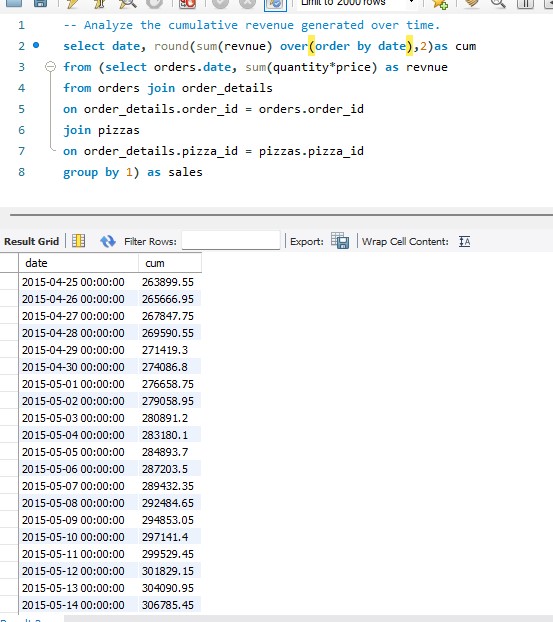 Limit to 2000 rows
1 -- Analyze the cumulative revenue generated over time.
2 select date, round(sum(revnue) over(order by date),2)as cum
3 from (select orders.date, sum(quantity*price) as revnue
4 from orders join order_details
5 on order_details.order_id = orders.order_id
6 join pizzas
7 on order_details.pizza_id = pizzas.pizza_id
8 group by 1) as sales
Result Grid Filter Rows: Export: Wrap Cell Content:
date cum
2015-04-25 00:00:00 263899.55
2015-04-26 00:00:00 265666.95
2015-04-27 00:00:00 267847.75
2015-04-28 00:00:00 269590.55
2015-04-29 00:00:00 271419.3
2015-04-30 00:00:00 274086.8
2015-05-01 00:00:00 276658.75
2015-05-02 00:00:00 279058.95
2015-05-03 00:00:00 280891.2
2015-05-04 00:00:00 283180.1
2015-05-05 00:00:00 284893.7
2015-05-06 00:00:00 287203.5
2015-05-07 00:00:00 289432.35
2015-05-08 00:00:00 292484.65
2015-05-09 00:00:00 294853.05
2015-05-10 00:00:00 297141.4
2015-05-11 00:00:00 299529.45
2015-05-12 00:00:00 301829.15
2015-05-13 00:00:00 304090.95
2015-05-14 00:00:00 306785.45